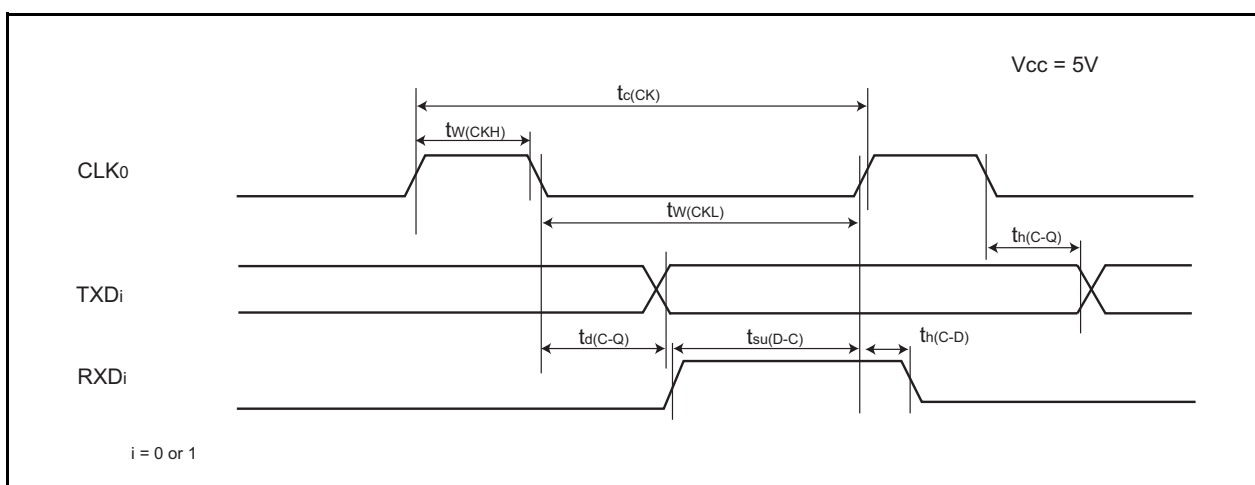 Vcc = 5V
tc(CK)
tW(CKH)
CLK0
tW(CKL)
th(C-Q)
TXDi
td(C-Q)
tsu(D-C)
th(C-D)
RXDi
i = 0 or 1